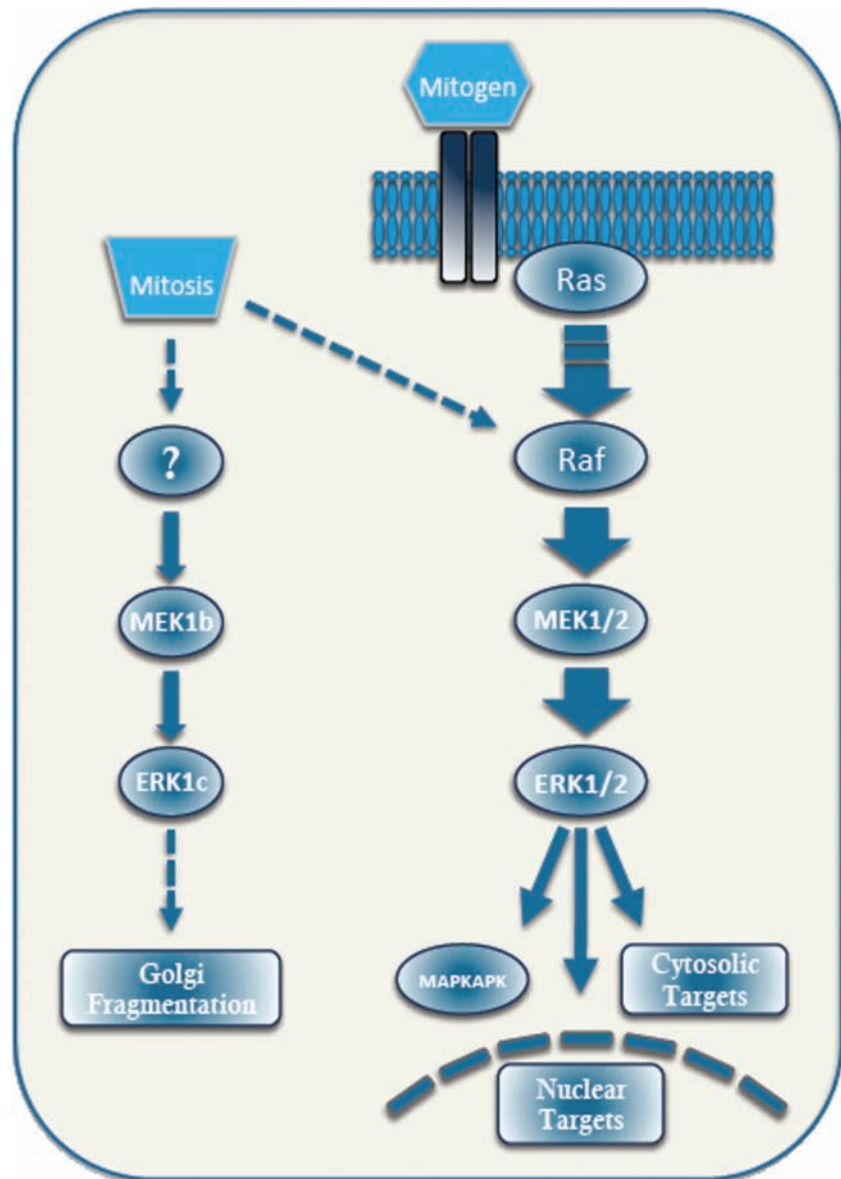 Mitogen
Ras
Mitosis
Raf
?
MEK1b
MEK1/2
ERK1c
ERK1/2
Golgi
Fragmentation
MAPKAPK
Cytosolic
Targets
Nuclear
Targets